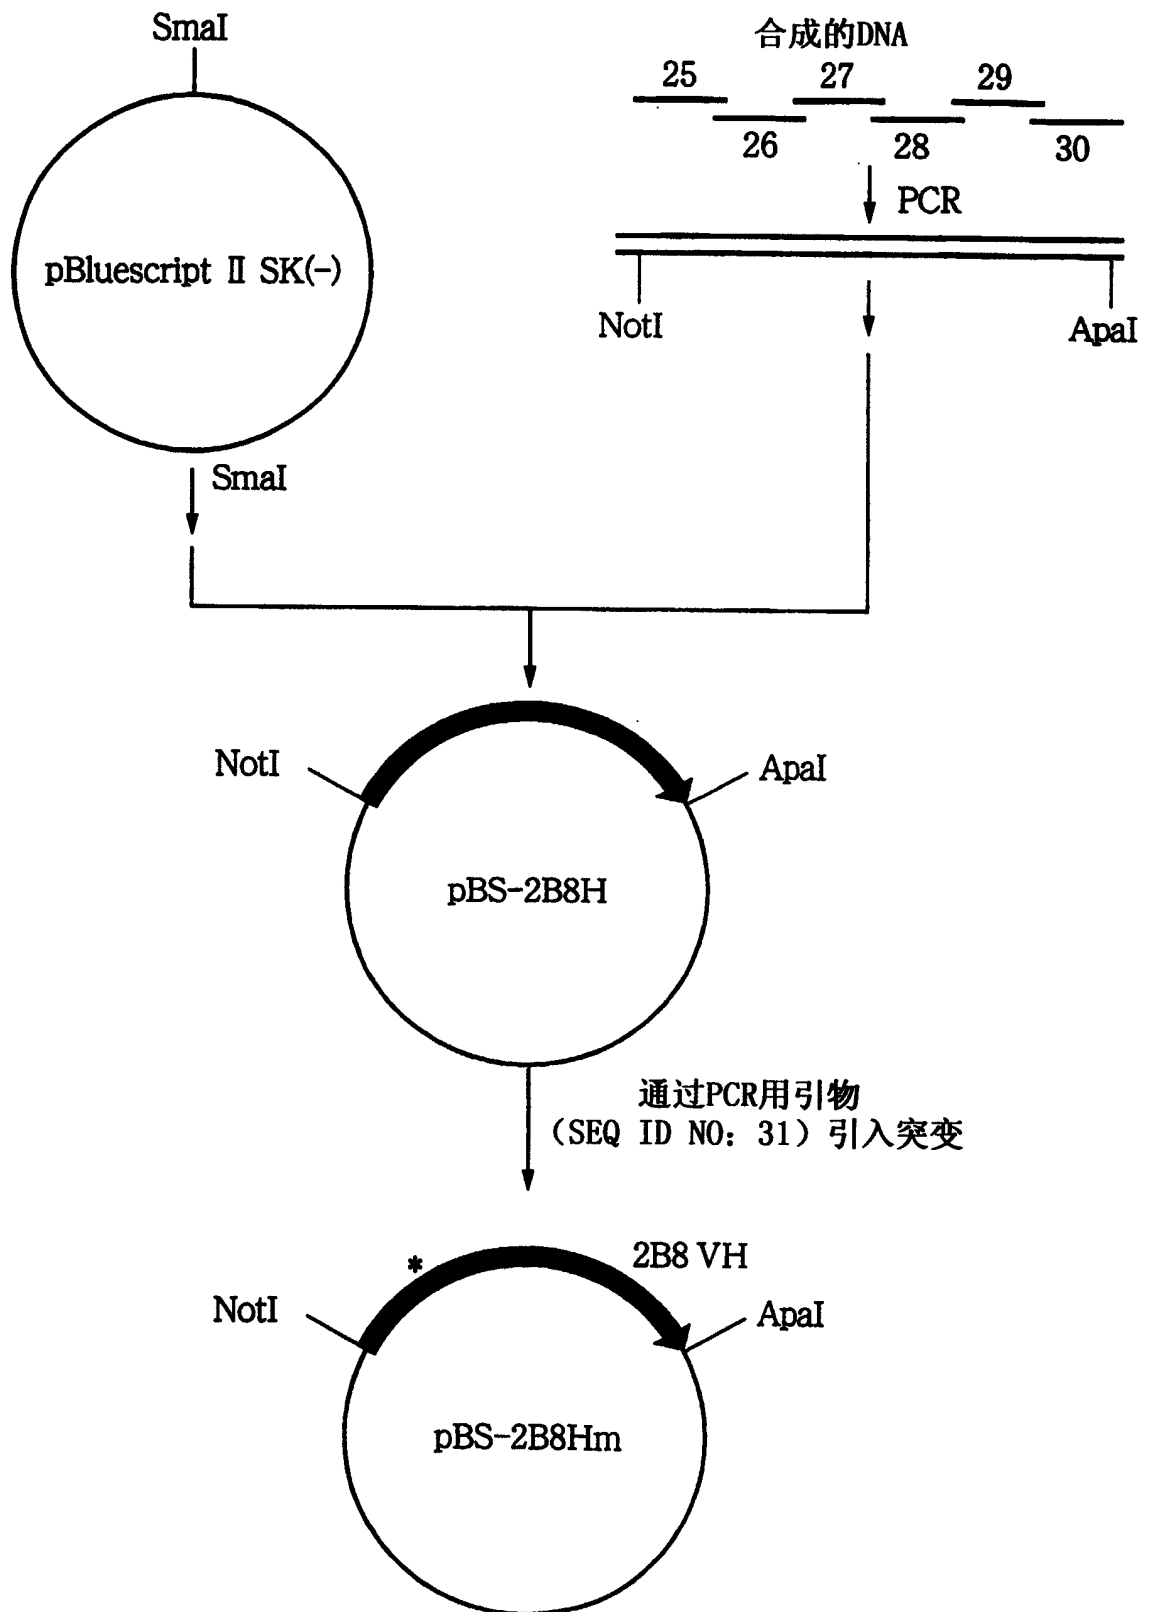 SmaI
合成的DNA
25
27
29
26
28
30
PCR
pBluescript Ⅱ SK(-)
NotI
ApaI
SmaI
NotI
ApaI
pBS-2B8H
通过PCR用引物
(SEQ ID NO: 31) 引入突变
*
2B8 VH
NotI
ApaI
pBS-2B8Hm